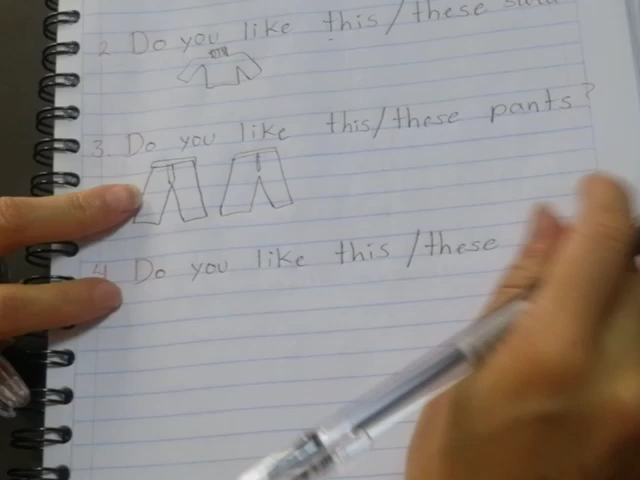 2. Do you like this/these
3. Do you like this/these pants?
4. Do you like this/these